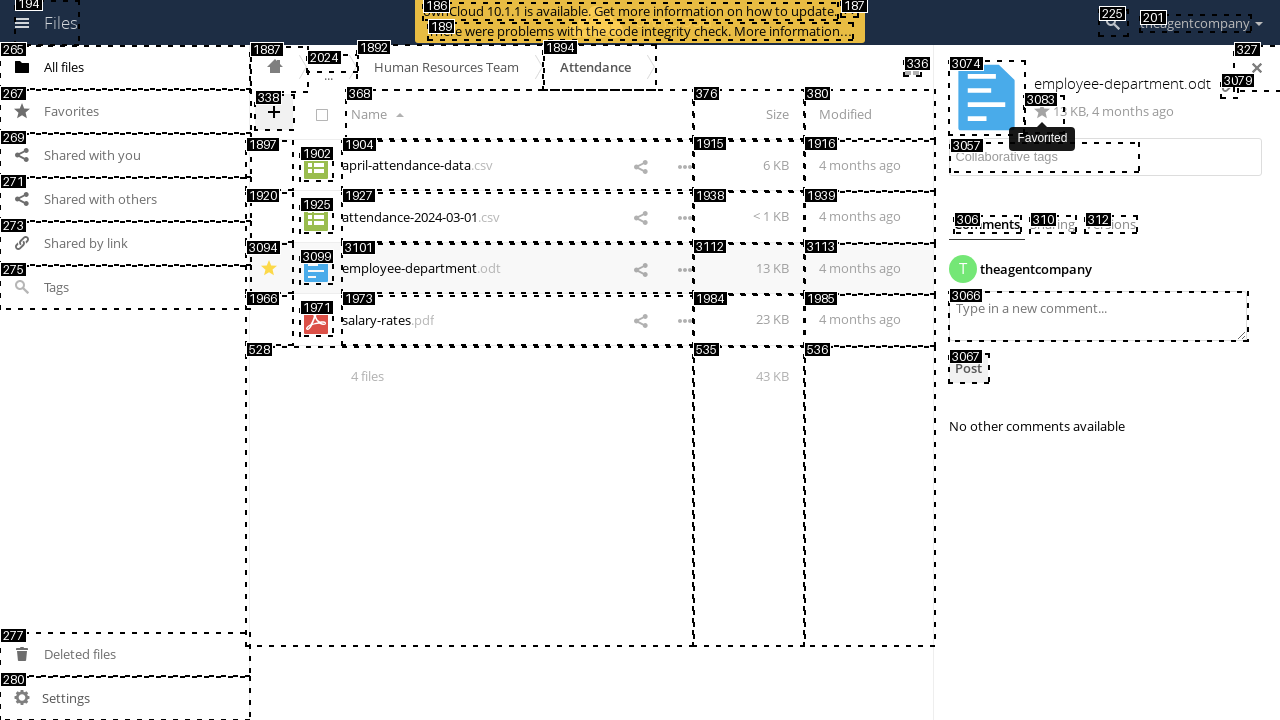 194
Files
186
187
ownCloud 10.1.1 is available. Get more information on how to update.
189
There were problems with the code integrity check. More information…
225
201
theagentcompany
265
All files
267
Favorites
269
Shared with you
271
Shared with others
273
Shared by link
275
Tags
277
Deleted files
280
Settings
1887
2024
...
1892
Human Resources Team
1894
Attendance
336
338
+
368
Name
376
Size
380
Modified
1897
1902
1904
april-attendance-data.csv
1915
6 KB
1916
4 months ago
1920
1925
1927
attendance-2024-03-01.csv
1938
< 1 KB
1939
4 months ago
3094
3099
3101
employee-department.odt
3112
13 KB
3113
4 months ago
1966
1971
1973
salary-rates.pdf
1984
23 KB
1985
4 months ago
528
4 files
535
43 KB
536
327
3074
employee-department.odt
3079
3083
13 KB, 4 months ago
Favorited
3057
Collaborative tags
306
Comments
310
Sharing
312
Versions
T
theagentcompany
3066
Type in a new comment...
3067
Post
No other comments available